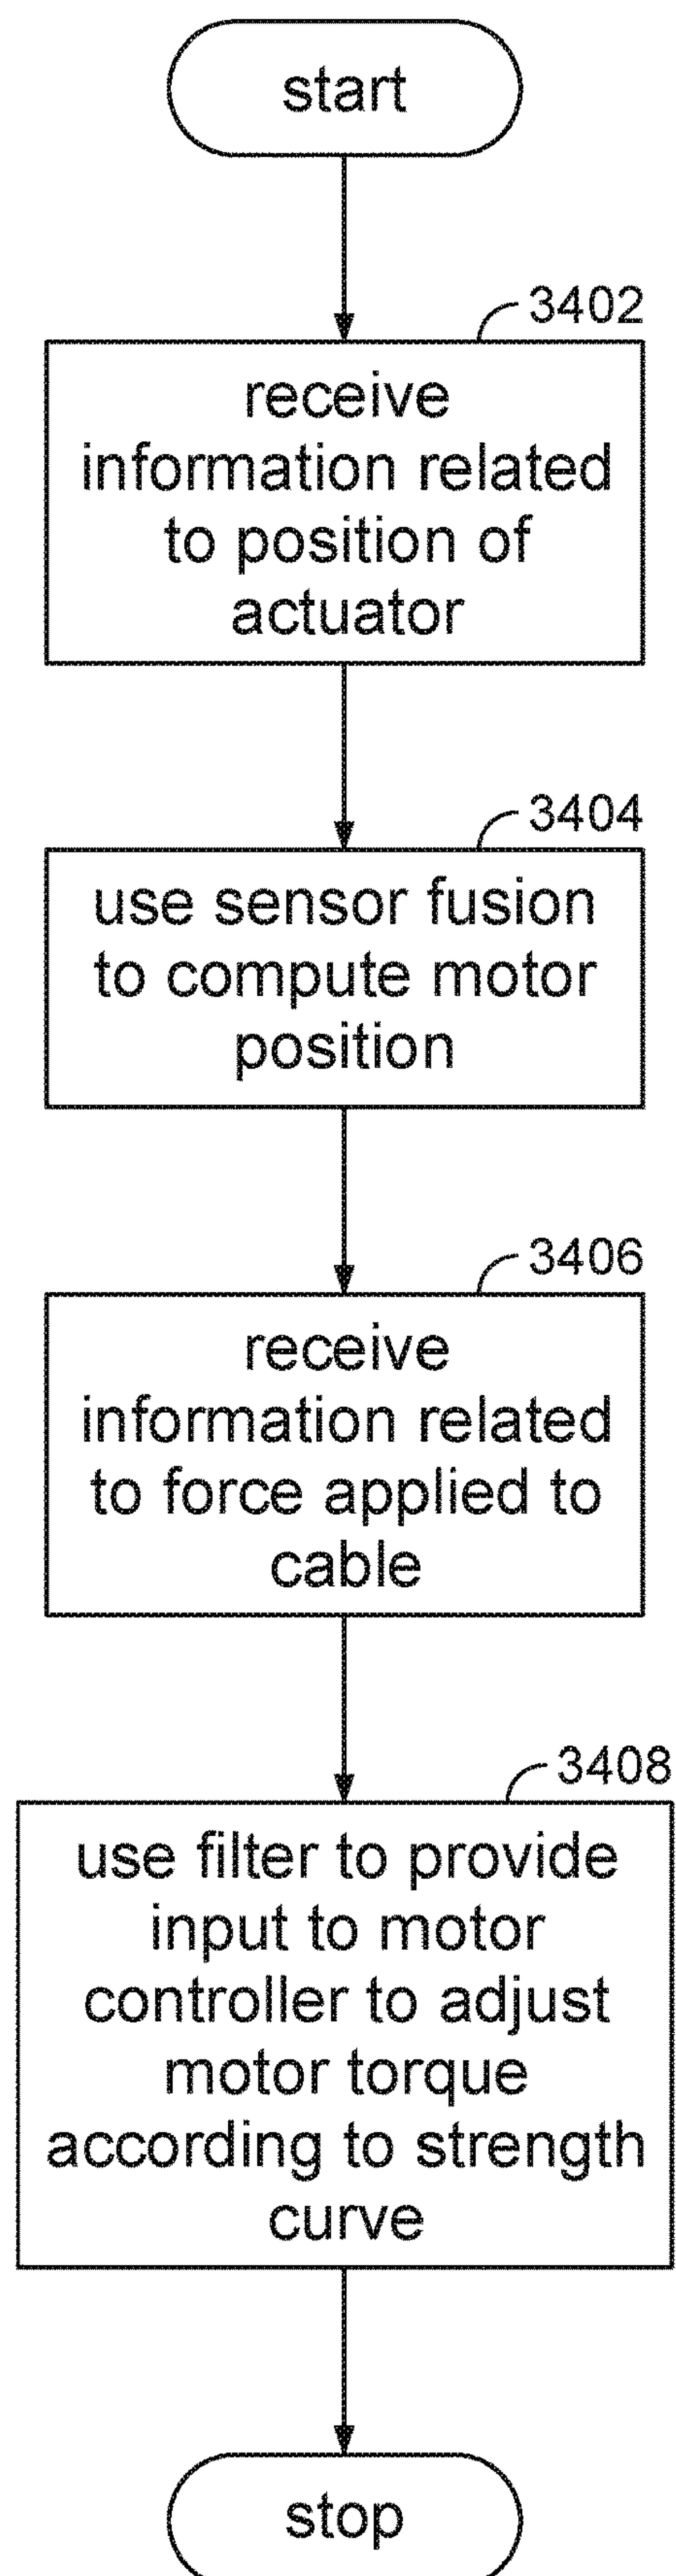 start
3402
receive
information related
to position of
actuator
3404
use sensor fusion
to compute motor
position
3406
receive
information related
to force applied to
cable
3408
use filter to provide
input to motor
controller to adjust
motor torque
according to strength
curve
stop